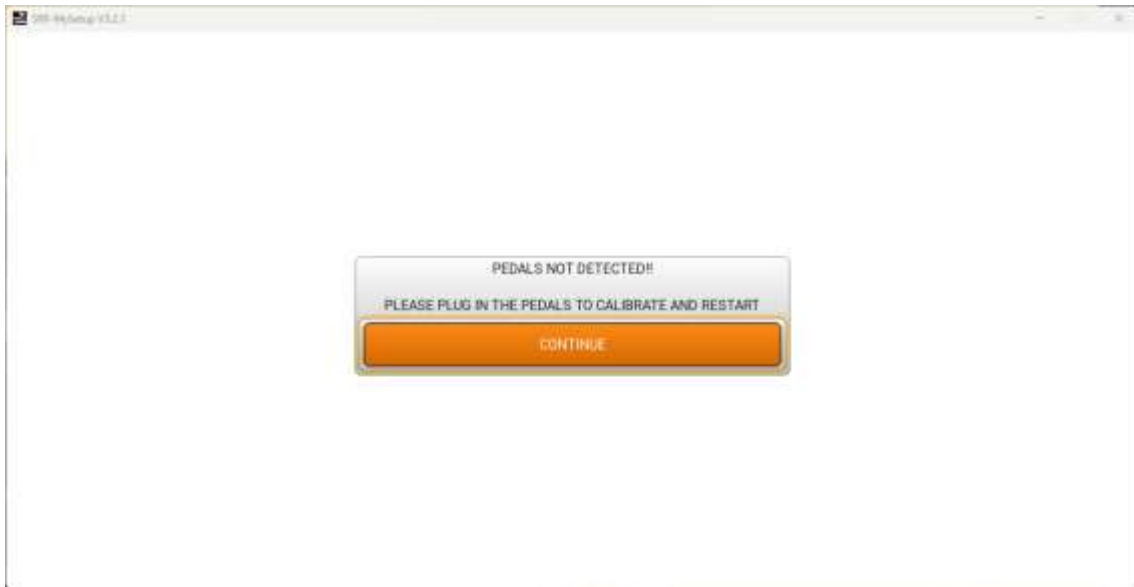 PEDALS NOT DETECTED!!
PLEASE PLUG IN THE PEDALS TO CALIBRATE AND RESTART
CONTINUE